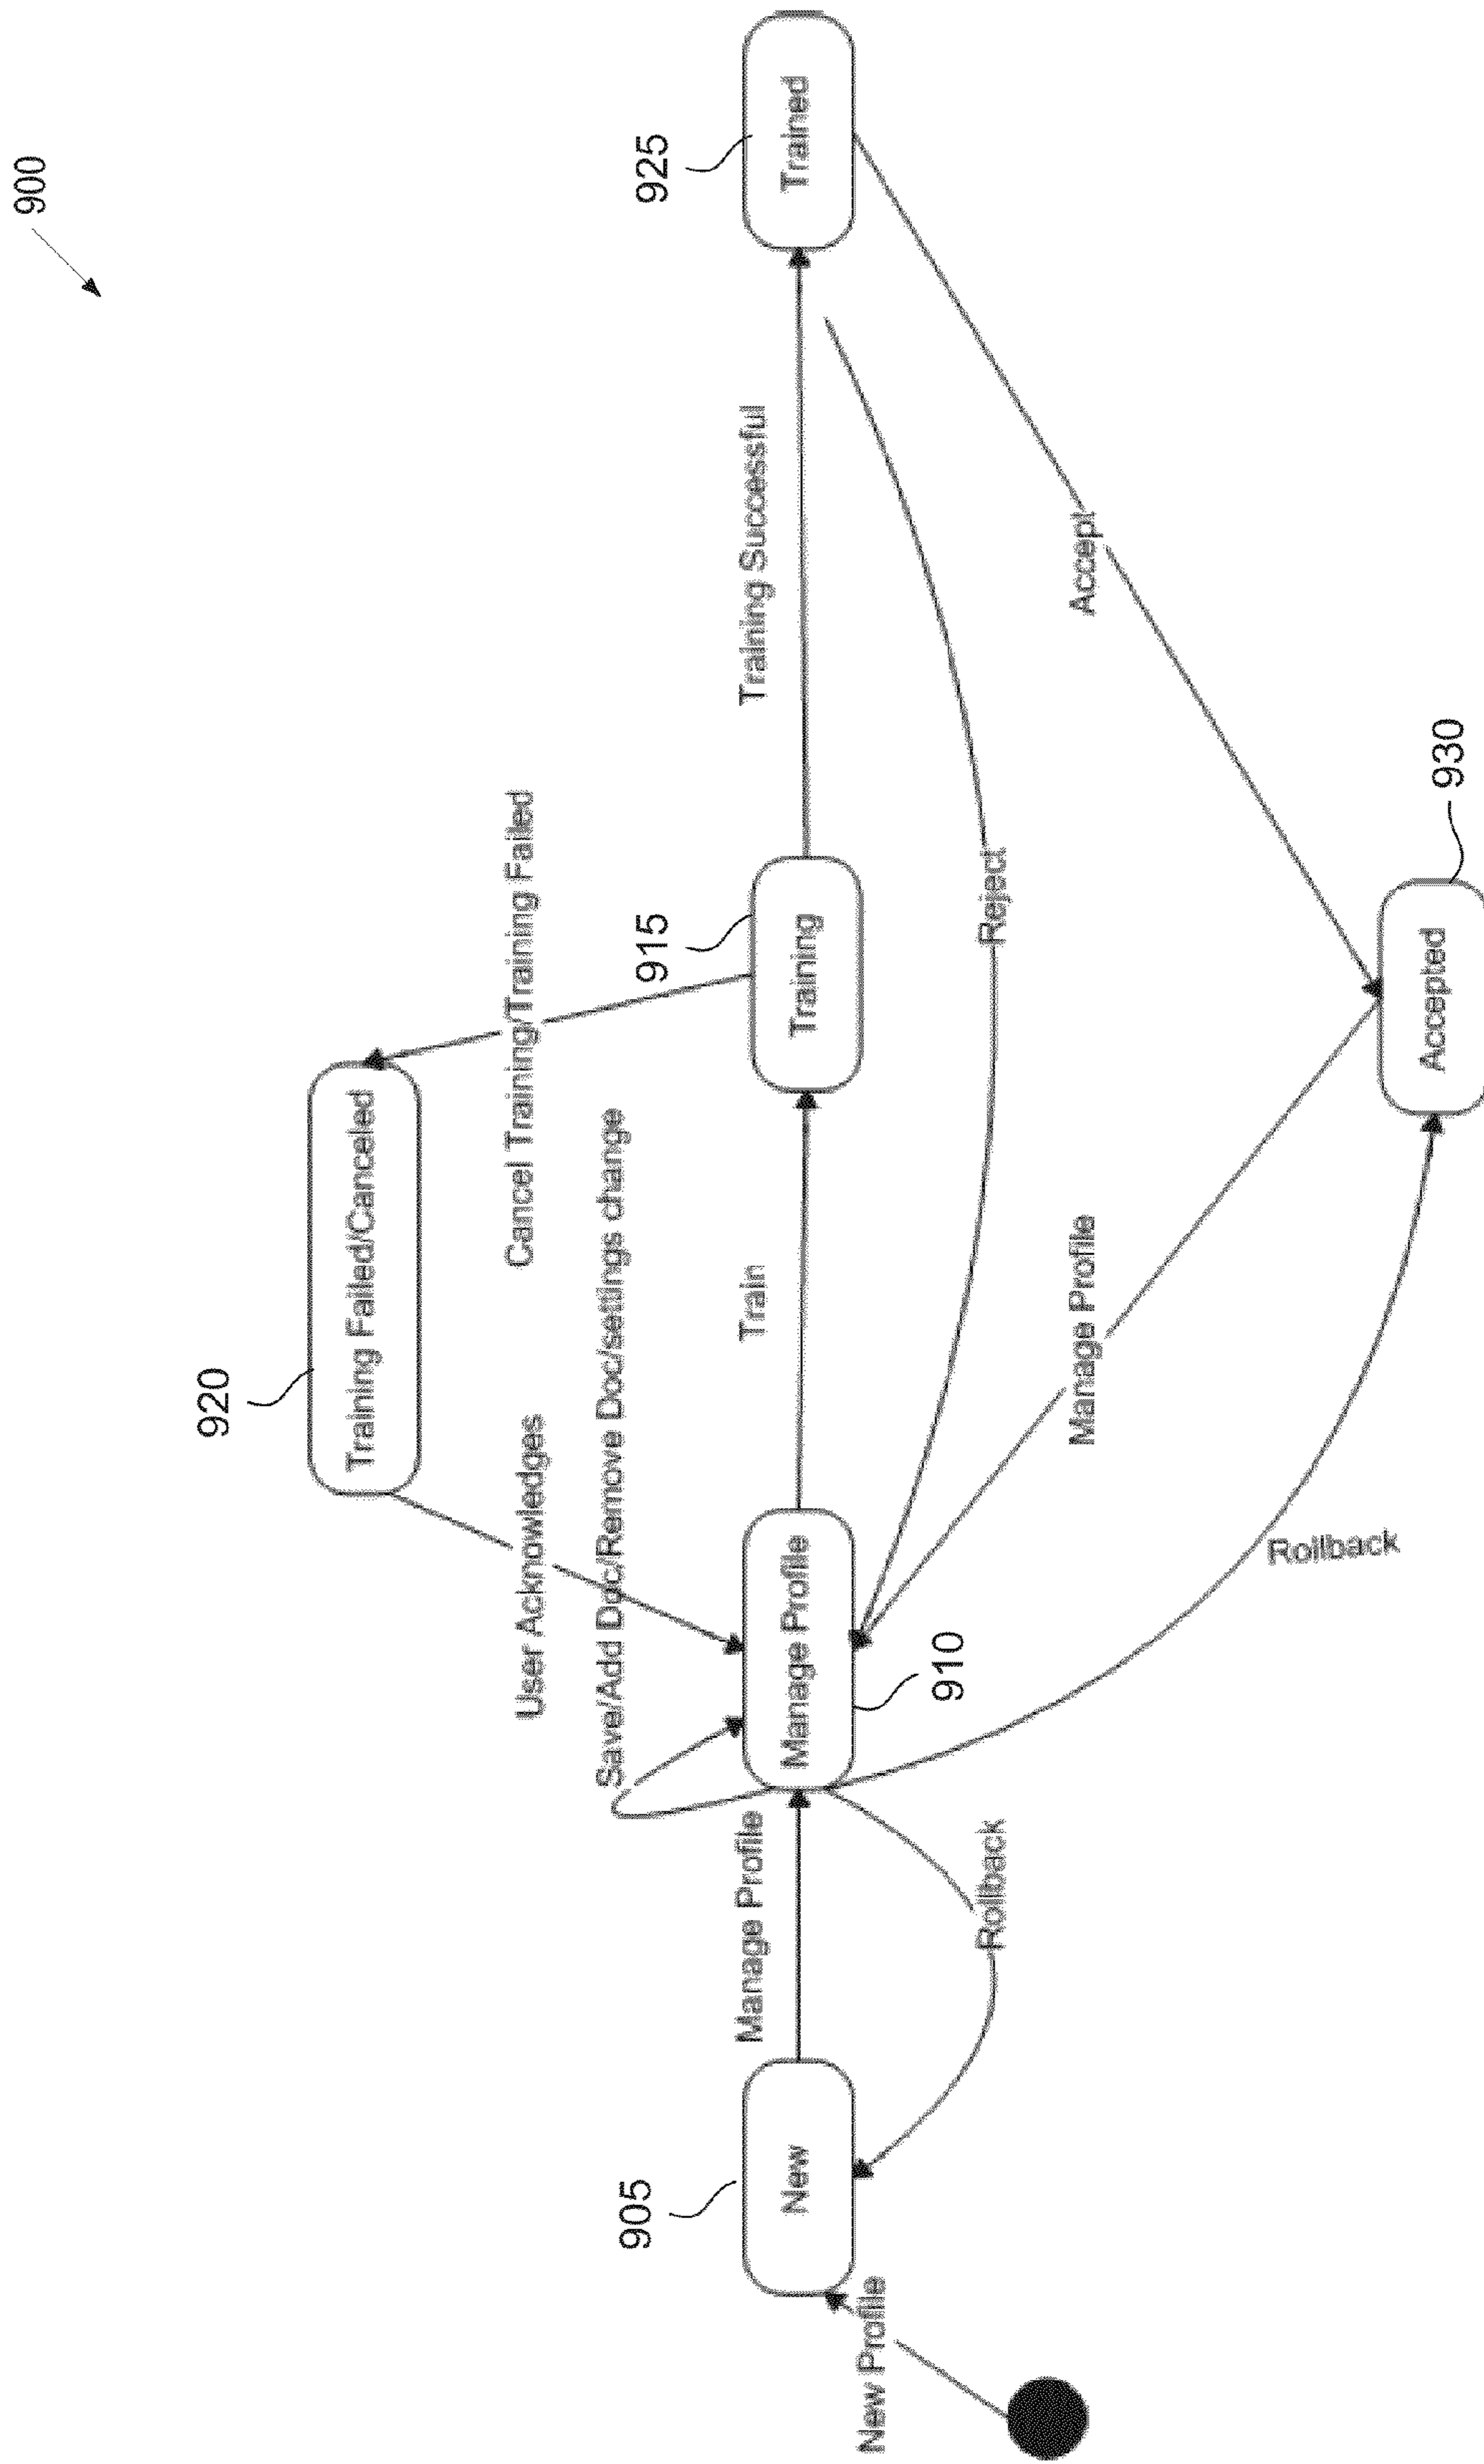 900
920
Training Failed/Canceled
User Acknowledges
Cancel Training/Training Failed
Save/Add Doc/Remove Doc/settings change
905
915
925
Manage Profile
Train
Training Successful
New
Manage Profile
Training
Trained
New Profile
910
Rollback
Reject
Manage Profile
Accept
Rollback
Accepted
930